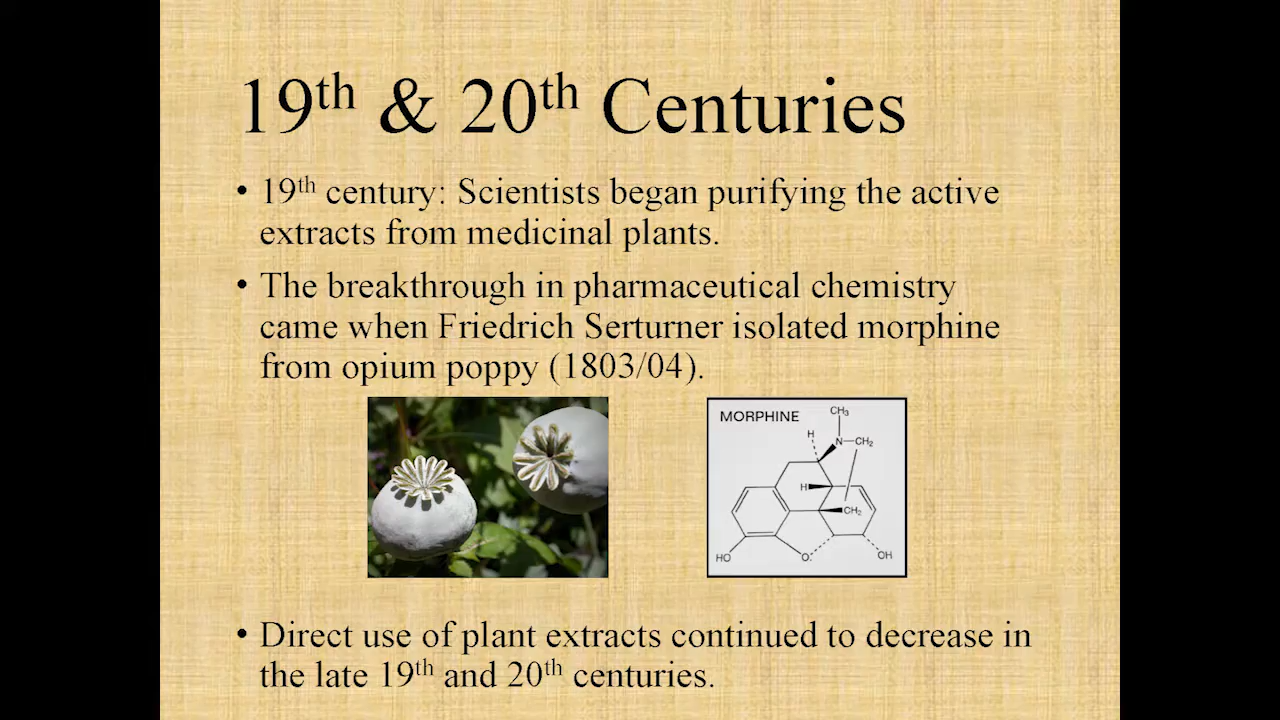 19th & 20th Centuries
• 19th century: Scientists began purifying the active
extracts from medicinal plants.
• The breakthrough in pharmaceutical chemistry
came when Friedrich Serturner isolated morphine
from opium poppy (1803/04).
MORPHINE
CH3
H
N
CH2
H
CH2
HO
O
OH
• Direct use of plant extracts continued to decrease in
the late 19th and 20th centuries.